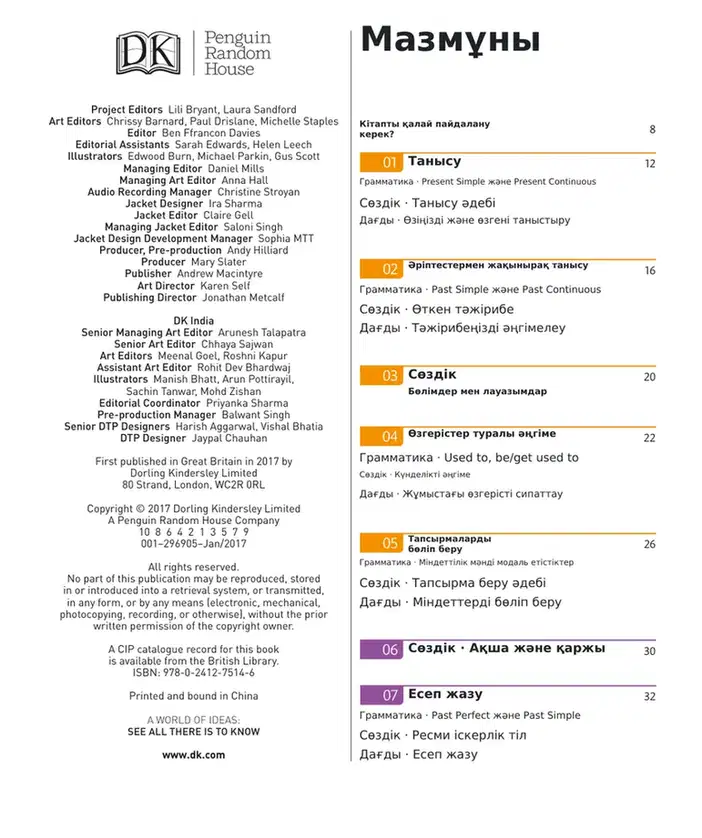 DK
Penguin
Random
House
Project Editors Lili Bryant, Laura Sandford
Art Editors Chrissy Barnard, Paul Drislane, Michelle Staples
Editor Ben Ffrancon Davies
Editorial Assistants Sarah Edwards, Helen Leech
Illustrators Edwood Burn, Michael Parkin, Gus Scott
Managing Editor Daniel Mills
Managing Art Editor Anna Hall
Audio Recording Manager Christine Stroyan
Jacket Designer Ira Sharma
Jacket Editor Claire Gell
Managing Jacket Editor Saloni Singh
Jacket Design Development Manager Sophia MTT
Producer, Pre-production Andy Hilliard
Producer Mary Slater
Publisher Andrew Macintyre
Art Director Karen Self
Publishing Director Jonathan Metcalf
DK India
Senior Managing Art Editor Arunesh Talapatra
Senior Art Editor Chhaya Sajwan
Art Editors Meenal Goel, Roshni Kapur
Assistant Art Editor Rohit Dev Bhardwaj
Illustrators Manish Bhatt, Arun Pottirayil,
Sachin Tanwar, Mohd Zishan
Editorial Coordinator Priyanka Sharma
Pre-production Manager Balwant Singh
Senior DTP Designers Harish Aggarwal, Vishal Bhatia
DTP Designer Jaypal Chauhan
First published in Great Britain in 2017 by
Dorling Kindersley Limited
80 Strand, London, WC2R 0RL
Copyright © 2017 Dorling Kindersley Limited
A Penguin Random House Company
10 8 6 4 2 1 3 5 7 9
001–296905–Jan/2017
All rights reserved.
No part of this publication may be reproduced, stored
in or introduced into a retrieval system, or transmitted,
in any form, or by any means (electronic, mechanical,
photocopying, recording, or otherwise), without the prior
written permission of the copyright owner.
A CIP catalogue record for this book
is available from the British Library.
ISBN: 978-0-2412-7514-6
Printed and bound in China
A WORLD OF IDEAS:
SEE ALL THERE IS TO KNOW
www.dk.com
Мазмұны
Кітапты қалай пайдалану
керек? 8
01 Танысу 12
Грамматика · Present Simple және Present Continuous
Сөздік · Танысу әдебі
Дағды · Өзіңізді және өзгені таныстыру
02 Әріптестермен жақынырақ танысу 16
Грамматика · Past Simple және Past Continuous
Сөздік · Өткен тәжірибе
Дағды · Тәжірибеңізді әңгімелеу
03 Сөздік 20
Бөлімдер мен лауазымдар
04 Өзгерістер туралы әңгіме 22
Грамматика · Used to, be/get used to
Сөздік · Күнделікті әңгіме
Дағды · Жұмыстағы өзгерісті сипаттау
05 Тапсырмаларды
бөліп беру 26
Грамматика · Міндеттілік мәнді модаль етістіктер
Сөздік · Тапсырма беру әдебі
Дағды · Міндеттерді бөліп беру
06 Сөздік · Ақша және қаржы 30
07 Есеп жазу 32
Грамматика · Past Perfect және Past Simple
Сөздік · Ресми іскерлік тіл
Дағды · Есеп жазу